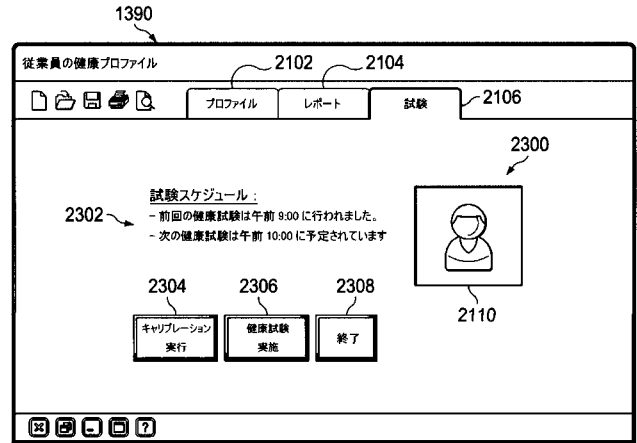 1390
従業員の健康プロファイル
2102
2104
プロファイル
レポート
試験
2106
2300
試験スケジュール：
2302
- 前回の健康試験は午前 9:00 に行われました。
- 次の健康試験は午前 10:00 に予定されています
2304
2306
2308
2110
キャリブレーション
実行
健康試験
実施
終了
?